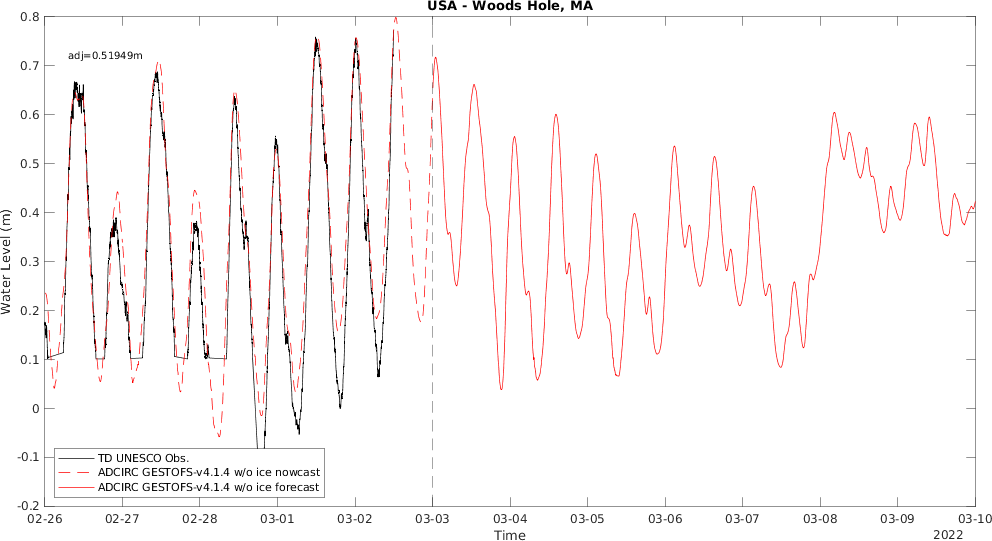 USA - Woods Hole, MA
adj=0.51949m
Water Level (m)
0.8
0.7
0.6
0.5
0.4
0.3
0.2
0.1
0
-0.1
-0.2
TD UNESCO Obs.
ADCIRC GESTOFS-v4.1.4 w/o ice nowcast
ADCIRC GESTOFS-v4.1.4 w/o ice forecast
02-26 02-27 02-28 03-01 03-02 03-03 03-04 03-05 03-06 03-07 03-08 03-09 03-10
Time
2022